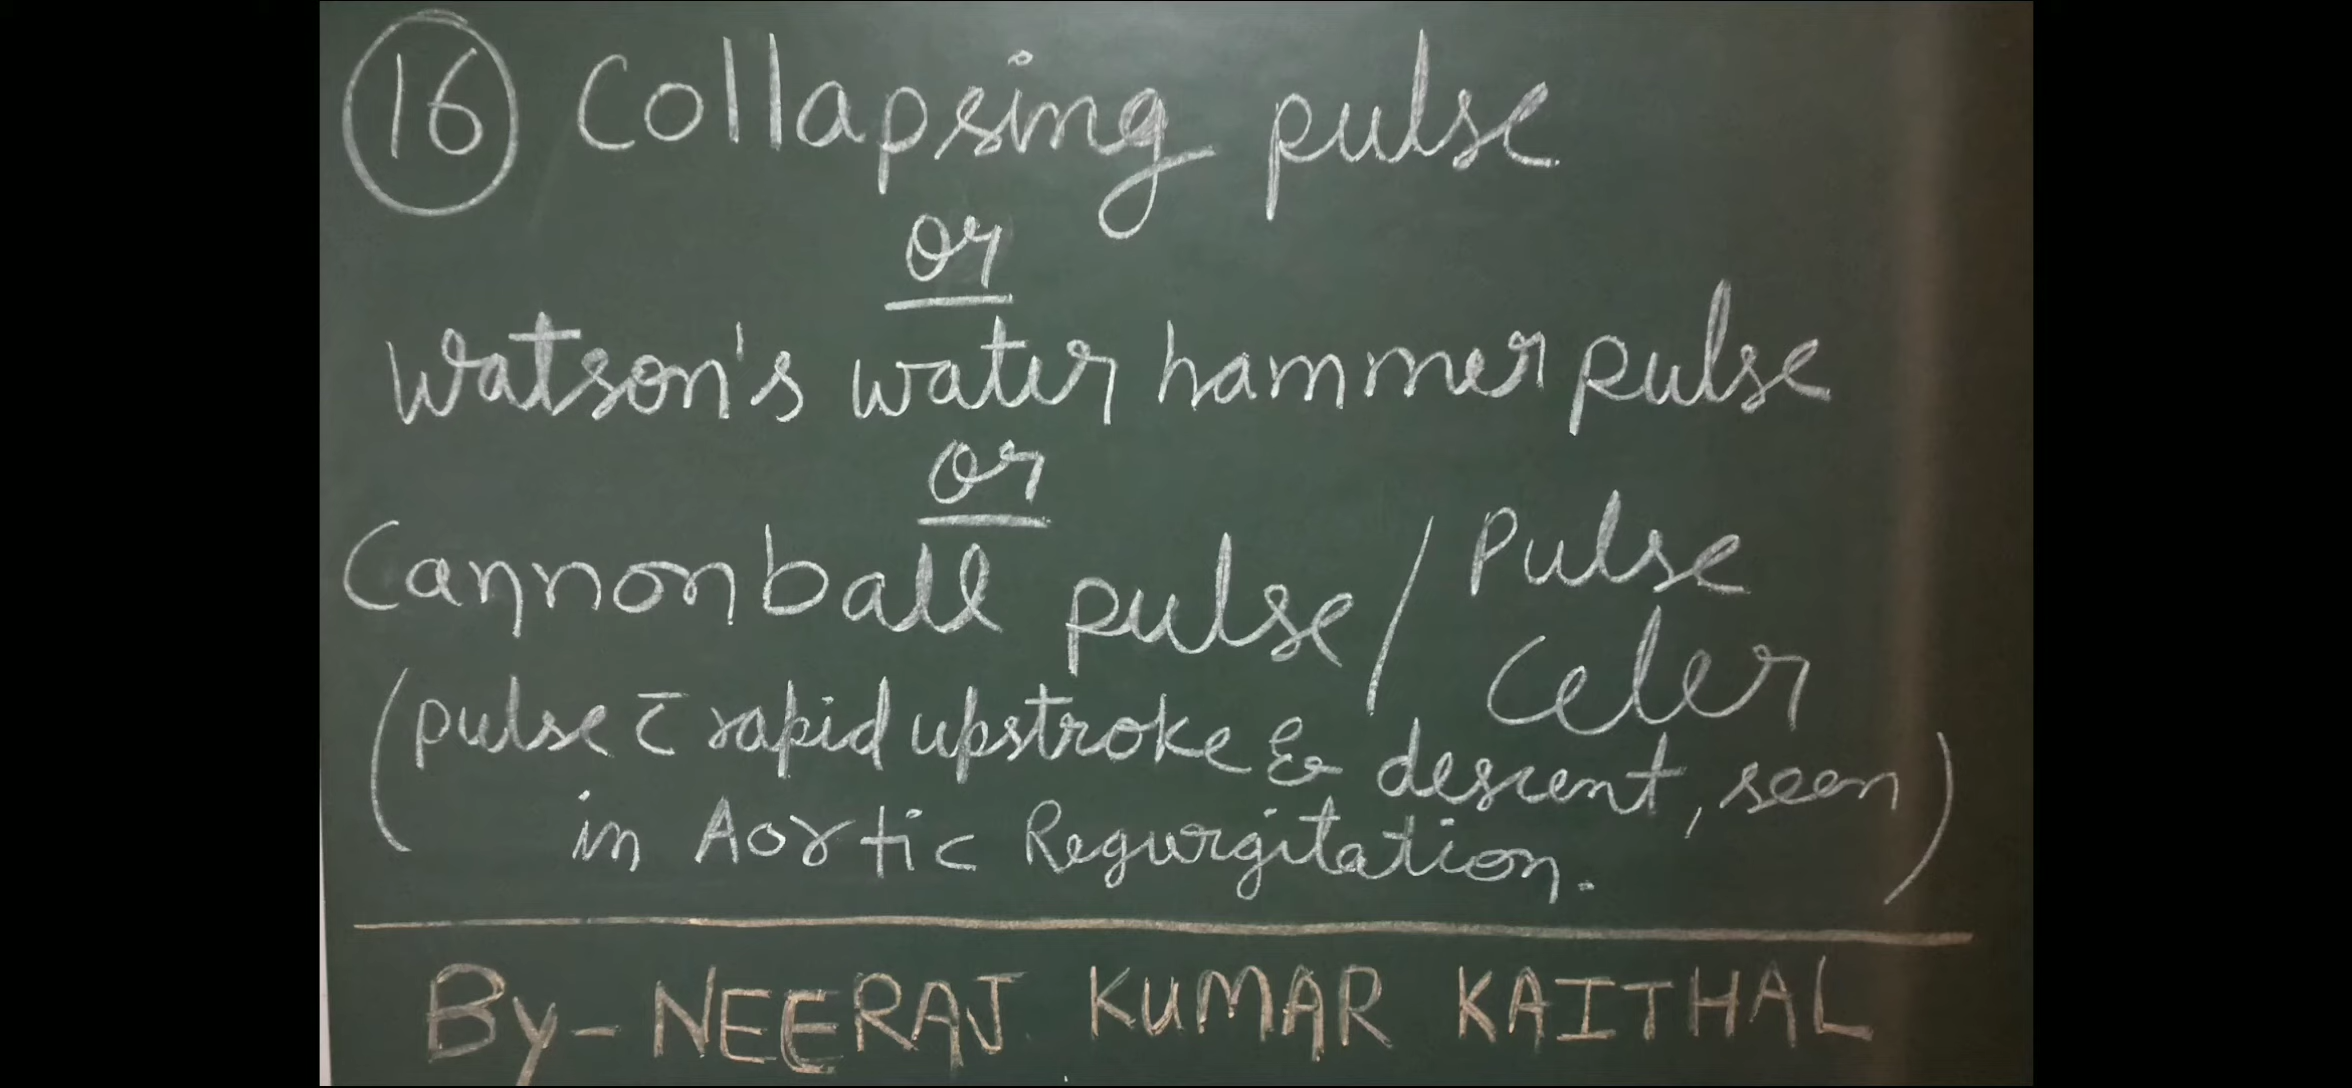 16 Collapsing pulse
or
Watson's water hammer pulse
or
Cannonball pulse / Pulse Celer
(pulse c̄ rapid upstroke & descent, seen
in Aortic Regurgitation.)
By - NEERAJ KUMAR KAITHAL